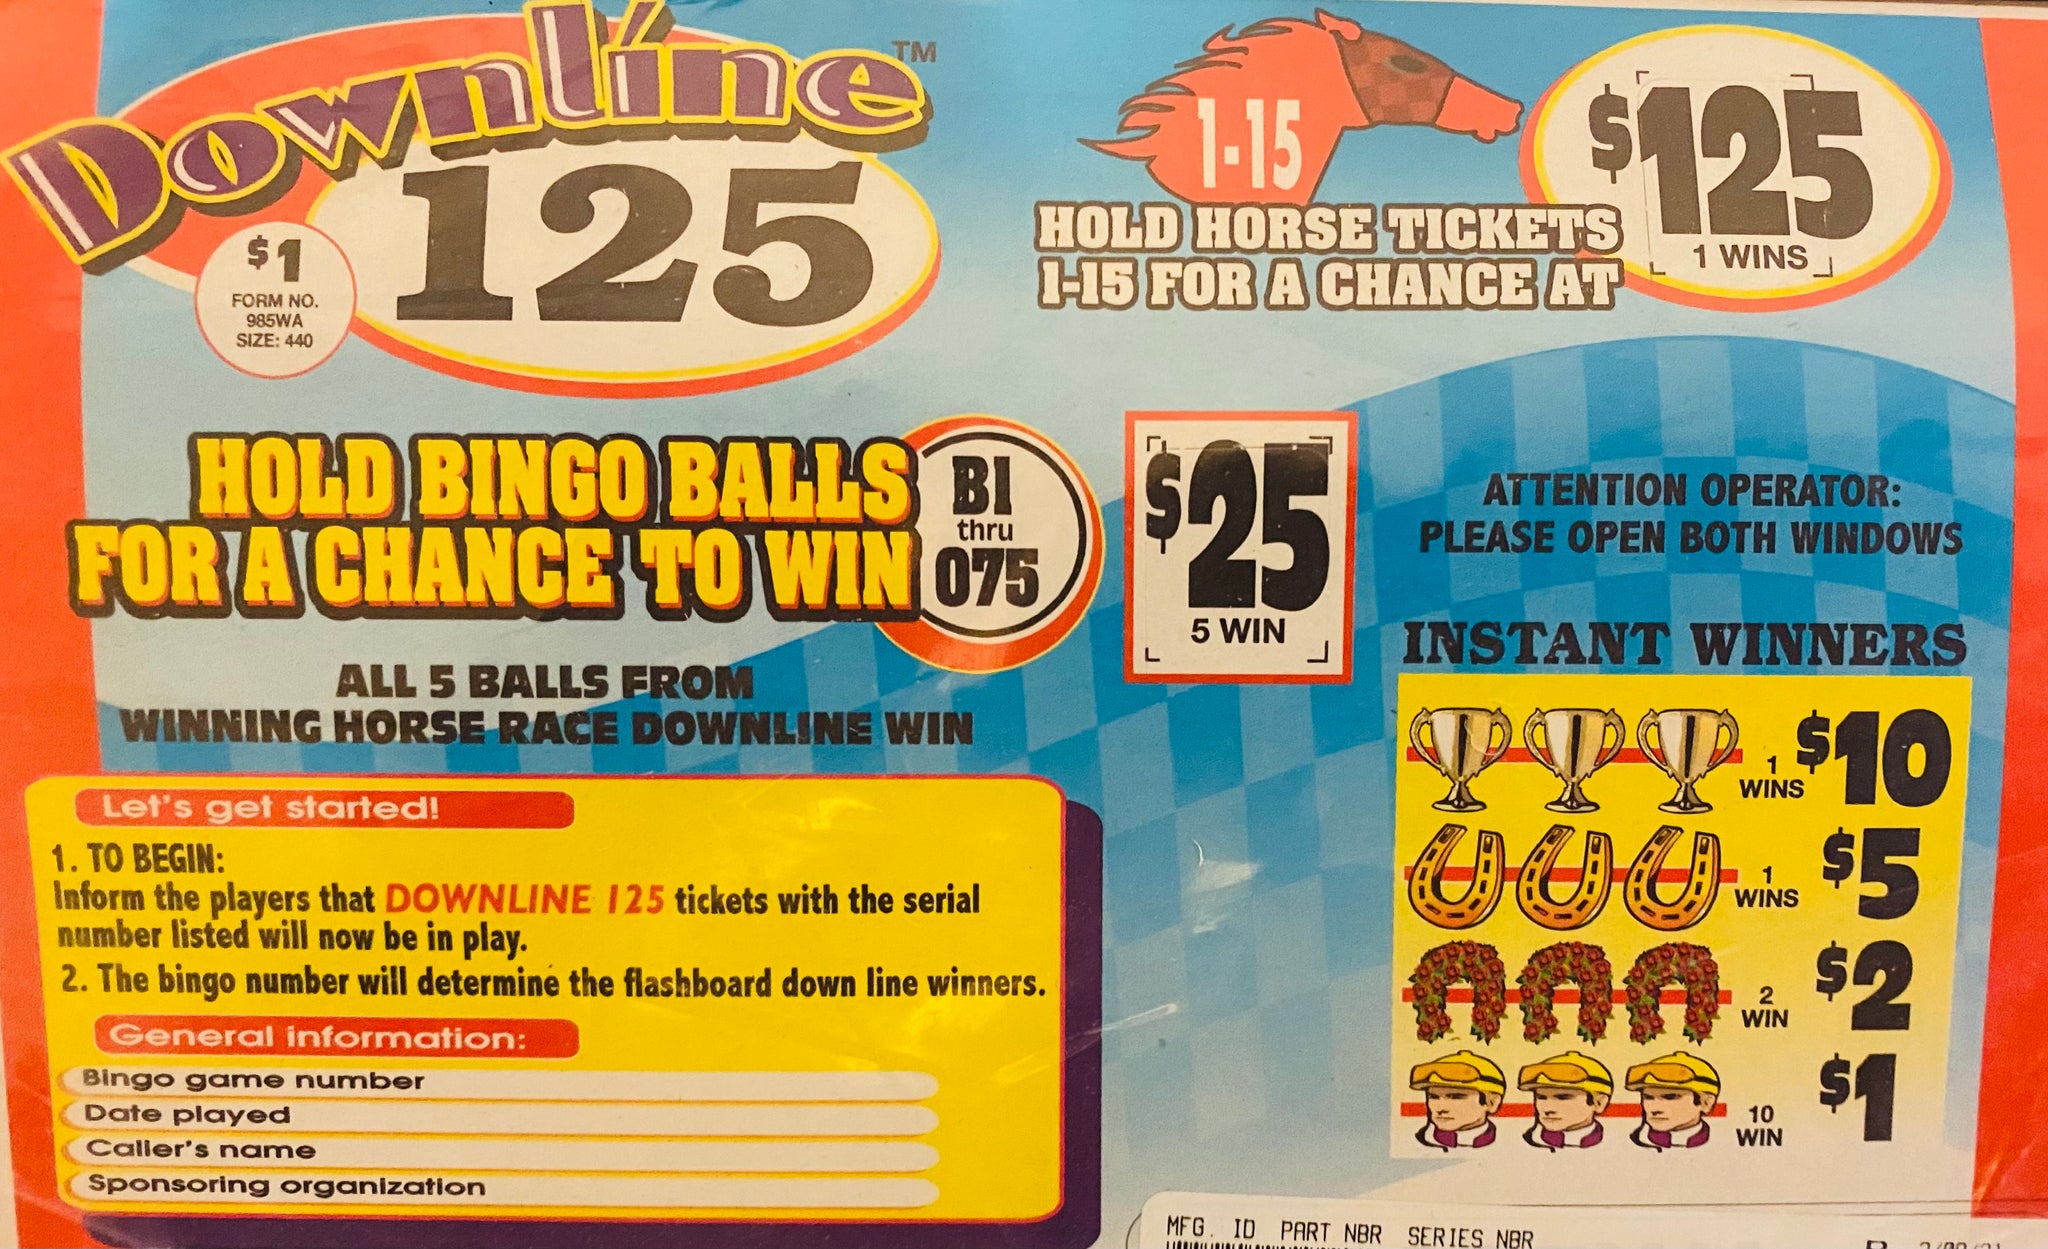 Downline™
125
$1
FORM NO.
985WA
SIZE: 440
1-15
HOLD HORSE TICKETS
1-15 FOR A CHANCE AT
$125
1 WINS
HOLD BINGO BALLS
FOR A CHANCE TO WIN
B1
thru
O75
$25
5 WIN
ALL 5 BALLS FROM
WINNING HORSE RACE DOWNLINE WIN
ATTENTION OPERATOR:
PLEASE OPEN BOTH WINDOWS
INSTANT WINNERS
1
WINS
$10
1
WINS
$5
2
WIN
$2
10
WIN
$1
Let's get started!
1. TO BEGIN:
Inform the players that DOWNLINE 125 tickets with the serial
number listed will now be in play.
2. The bingo number will determine the flashboard down line winners.
General information:
Bingo game number
Date played
Caller's name
Sponsoring organization
MFG. ID PART NBR SERIES NBR